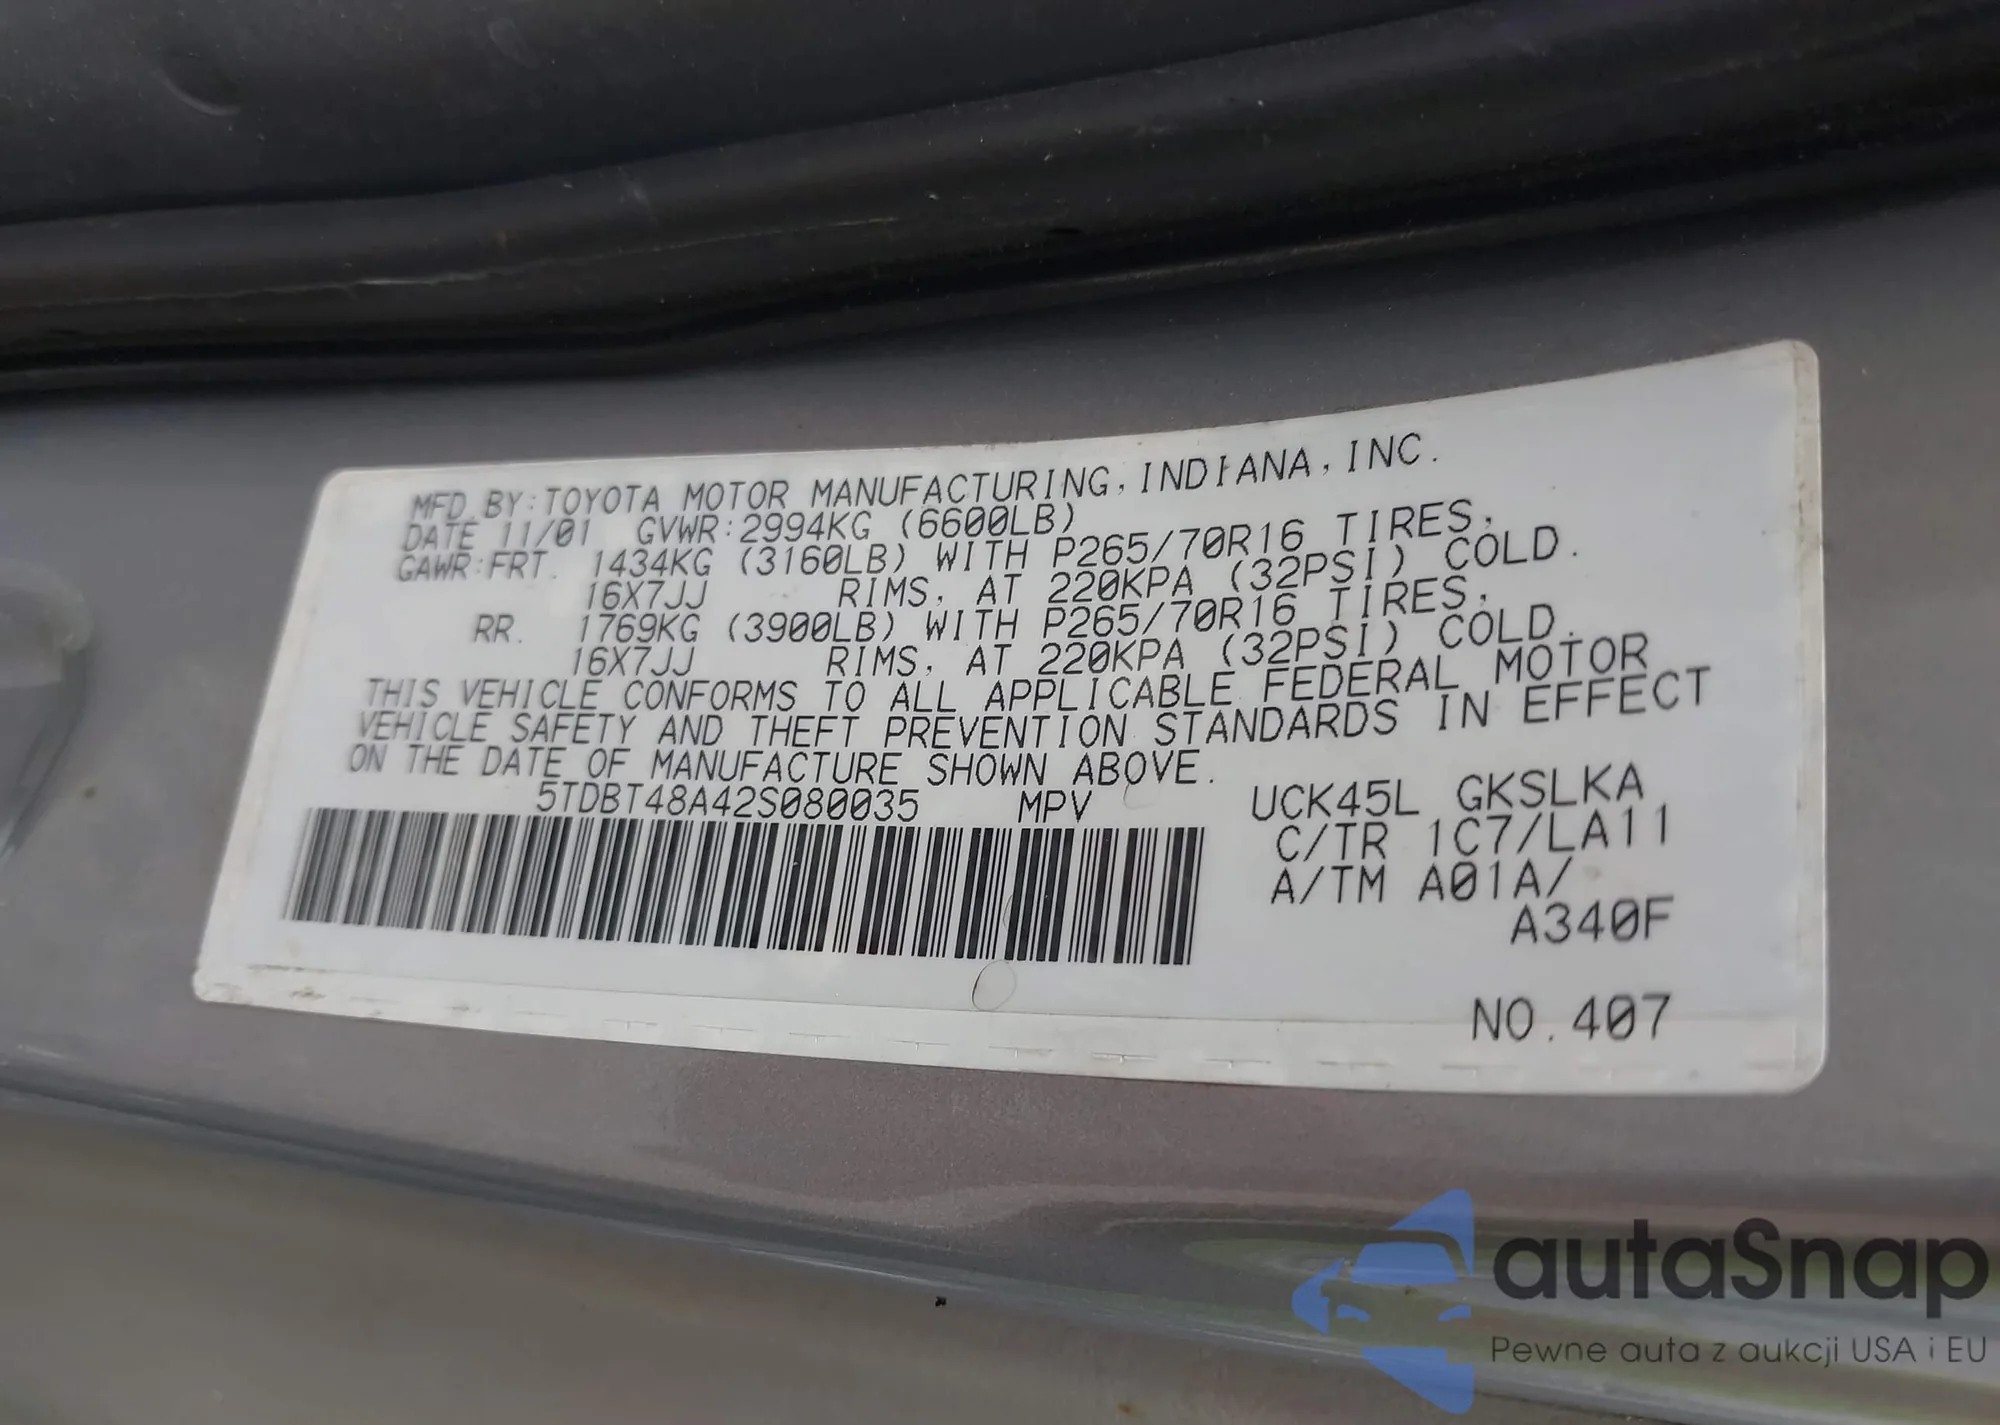 MFD. BY: TOYOTA MOTOR MANUFACTURING, INDIANA, INC.
DATE 11/01 GVWR: 2994KG (6600LB)
GAWR: FRT. 1434KG (3160LB) WITH P265/70R16 TIRES,
16X7JJ RIMS, AT 220KPA (32PSI) COLD.
RR. 1769KG (3900LB) WITH P265/70R16 TIRES,
16X7JJ RIMS, AT 220KPA (32PSI) COLD.
THIS VEHICLE CONFORMS TO ALL APPLICABLE FEDERAL MOTOR
VEHICLE SAFETY AND THEFT PREVENTION STANDARDS IN EFFECT
ON THE DATE OF MANUFACTURE SHOWN ABOVE.
5TDBT48A42S080035 MPV UCK45L GKSLKA
C/TR 1C7/LA11
A/TM A01A/
A340F
NO. 407
autaSnap
Pewne auta z aukcji USA i EU